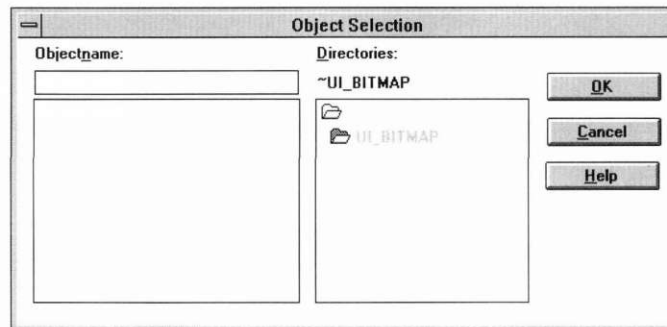 Object Selection
Objectname:
Directories:
~UI_BITMAP
UI_BITMAP
OK
Cancel
Help